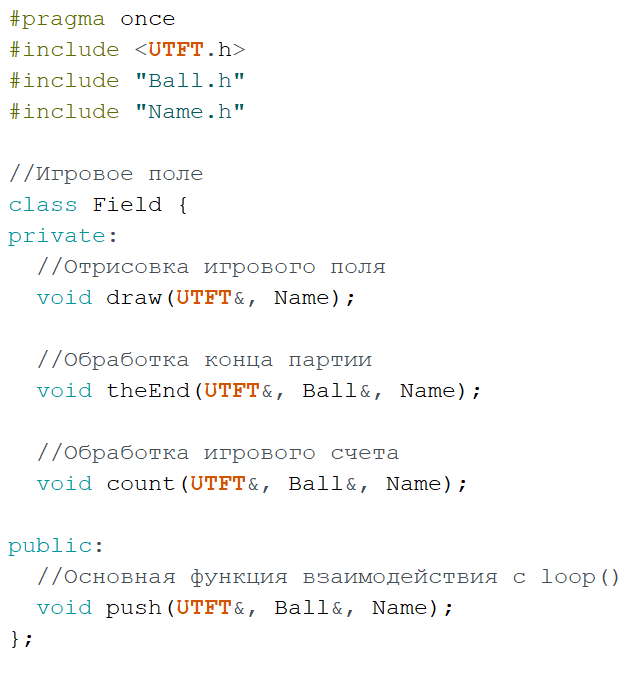 #pragma once
#include <UTFT.h>
#include "Ball.h"
#include "Name.h"
//Игровое поле
class Field {
private:
//Отрисовка игрового поля
void draw(UTFT&, Name);
//Обработка конца партии
void theEnd(UTFT&, Ball&, Name);
//Обработка игрового счета
void count(UTFT&, Ball&, Name);
public:
//Основная функция взаимодействия с loop()
void push(UTFT&, Ball&, Name);
};